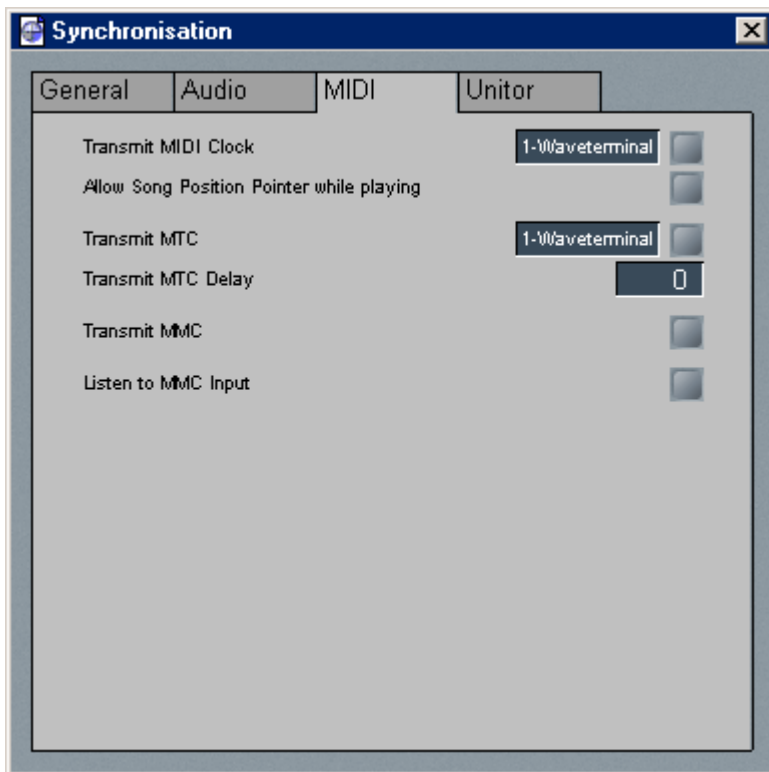 Synchronisation
General Audio MIDI Unitor
Transmit MIDI Clock 1-Waveterminal
Allow Song Position Pointer while playing
Transmit MTC 1-Waveterminal
Transmit MTC Delay 0
Transmit MMC
Listen to MMC Input